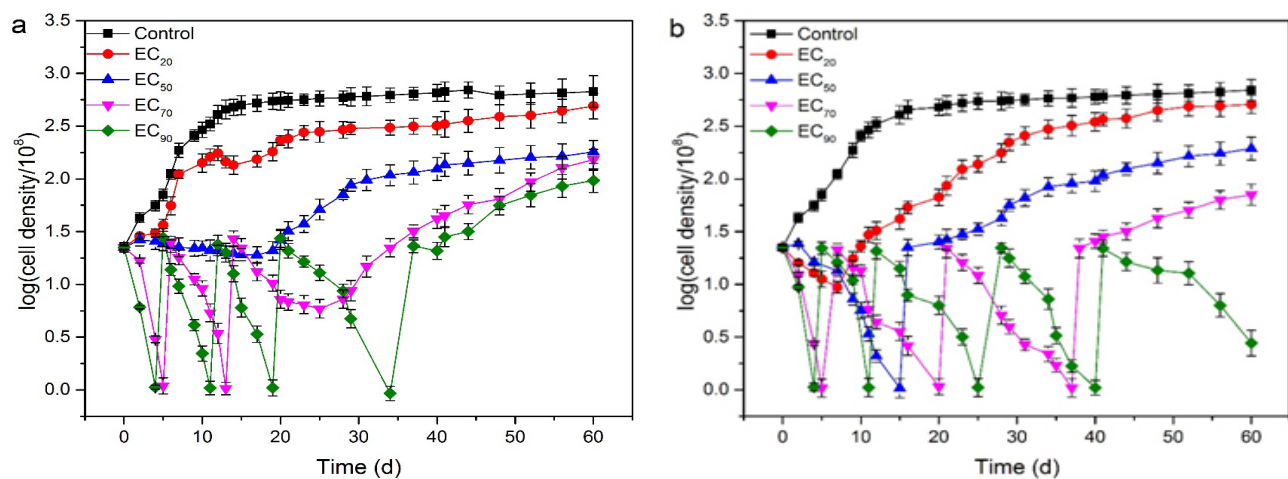 a
3.5
3.0
2.5
2.0
1.5
1.0
0.5
0.0
log(cell density/10⁸)
Control
EC₂₀
EC₅₀
EC₇₀
EC₉₀
0 10 20 30 40 50 60
Time (d)
b
3.5
3.0
2.5
2.0
1.5
1.0
0.5
0.0
log(cell density/10⁸)
Control
EC₂₀
EC₅₀
EC₇₀
EC₉₀
0 10 20 30 40 50 60
Time (d)